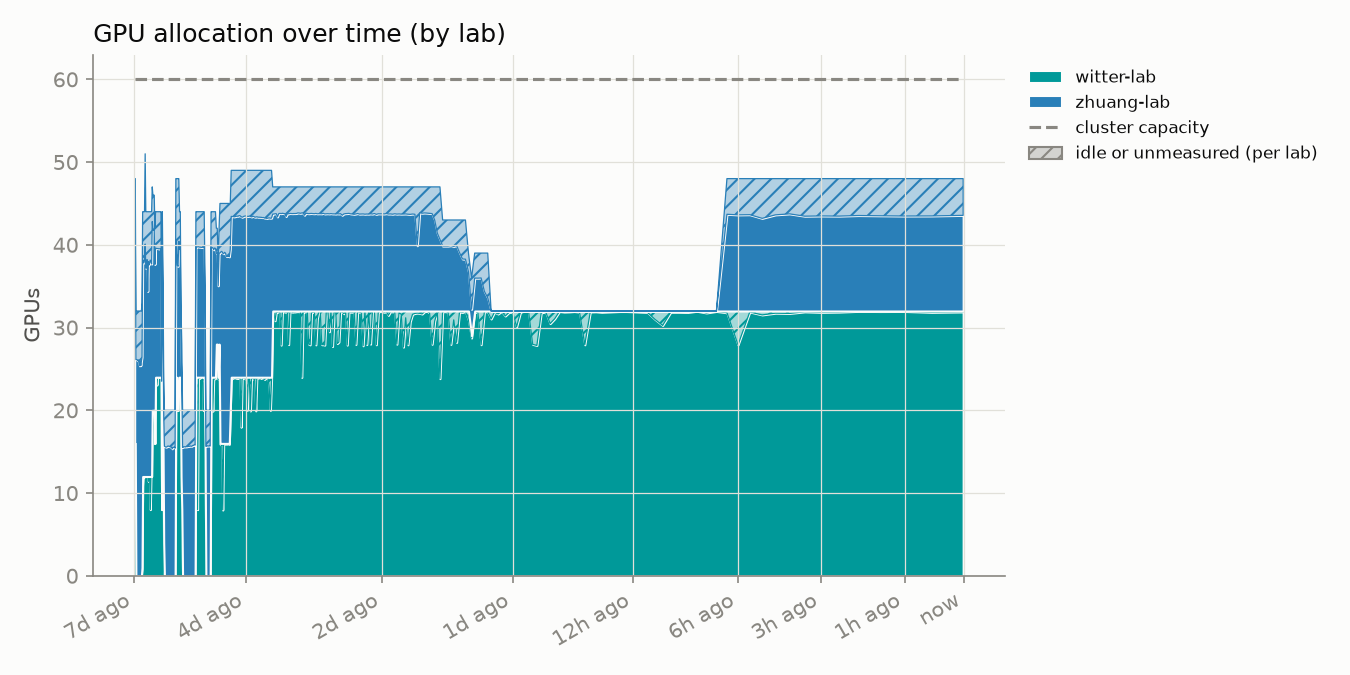 GPU allocation over time (by lab)
60
50
40
30
20
10
0
GPUs
7d ago
4d ago
2d ago
1d ago
12h ago
6h ago
3h ago
1h ago
now
witter-lab
zhuang-lab
cluster capacity
idle or unmeasured (per lab)